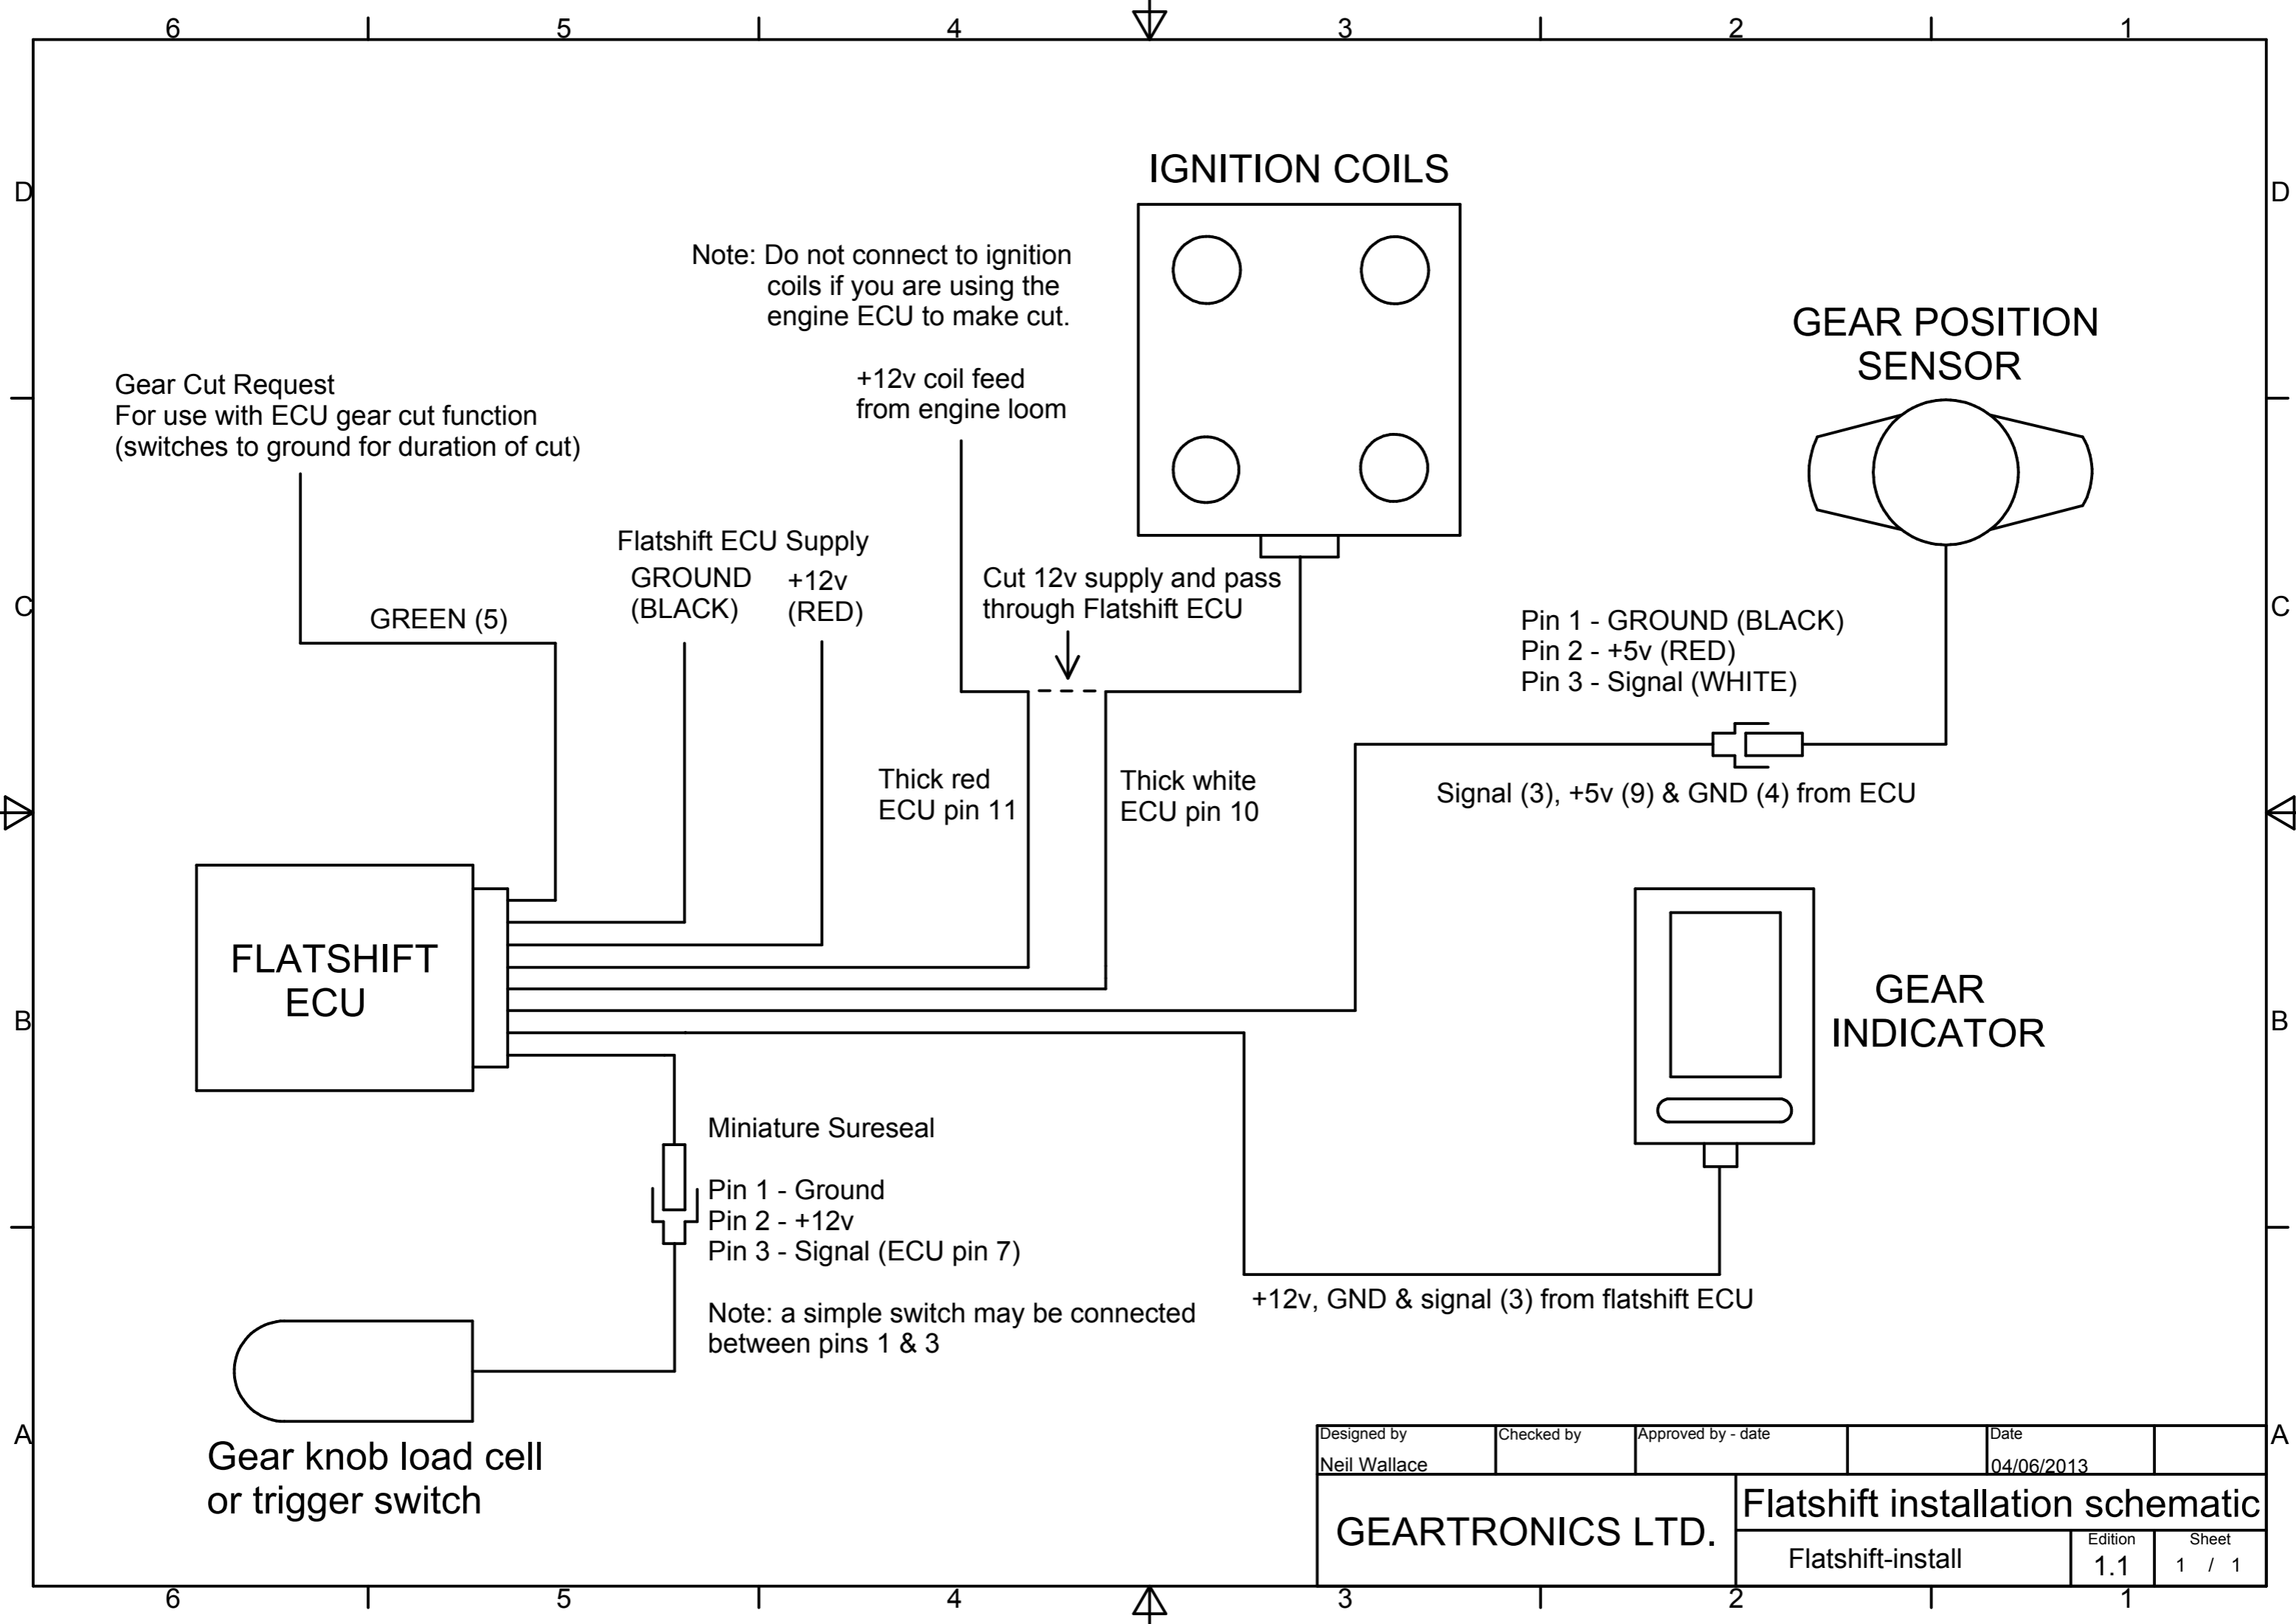 6 5 4 3 2 1
D D
IGNITION COILS
Note: Do not connect to ignition
coils if you are using the
engine ECU to make cut.
GEAR POSITION
SENSOR
Gear Cut Request
For use with ECU gear cut function
(switches to ground for duration of cut)
+12v coil feed
from engine loom
Flatshift ECU Supply
GROUND
(BLACK)
+12v
(RED)
Cut 12v supply and pass
through Flatshift ECU
C C
GREEN (5)
Pin 1 - GROUND (BLACK)
Pin 2 - +5v (RED)
Pin 3 - Signal (WHITE)
Thick red
ECU pin 11
Thick white
ECU pin 10
Signal (3), +5v (9) & GND (4) from ECU
FLATSHIFT
ECU
GEAR
INDICATOR
B B
Miniature Sureseal
Pin 1 - Ground
Pin 2 - +12v
Pin 3 - Signal (ECU pin 7)
Note: a simple switch may be connected
between pins 1 & 3
+12v, GND & signal (3) from flatshift ECU
A A
Gear knob load cell
or trigger switch
Designed by
Neil Wallace
Checked by
Approved by - date
Date
04/06/2013
GEARTRONICS LTD.
Flatshift installation schematic
Flatshift-install
Edition
1.1
Sheet
1 / 1
6 5 4 3 2 1